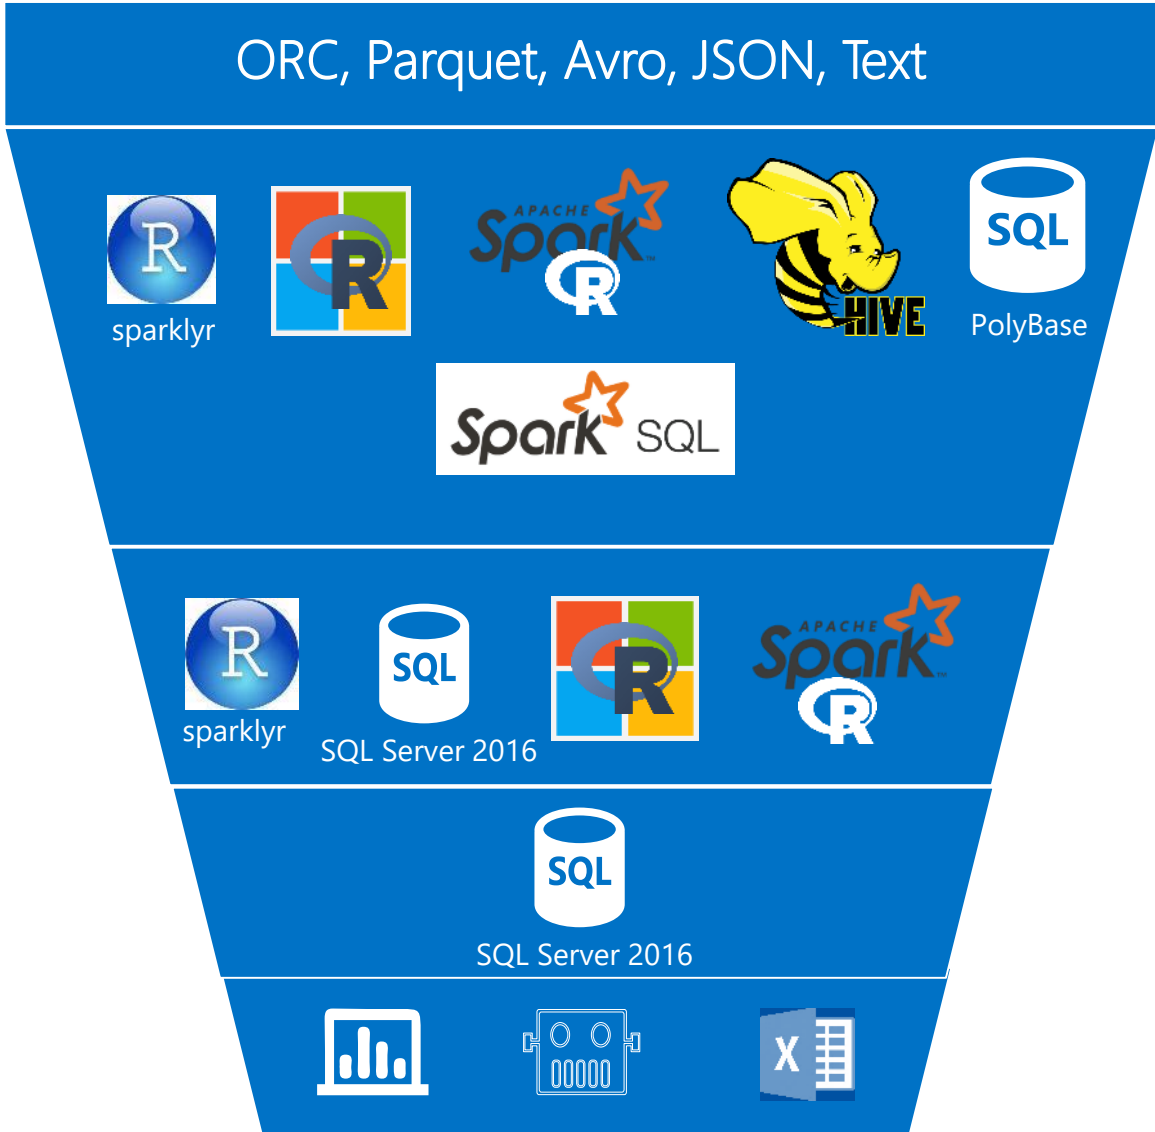 ORC, Parquet, Avro, JSON, Text
R
sparklyr
R
APACHE
Spark
R
HIVE
SQL
PolyBase
Spark SQL
R
sparklyr
SQL
SQL Server 2016
R
APACHE
Spark
R
SQL
SQL Server 2016
X